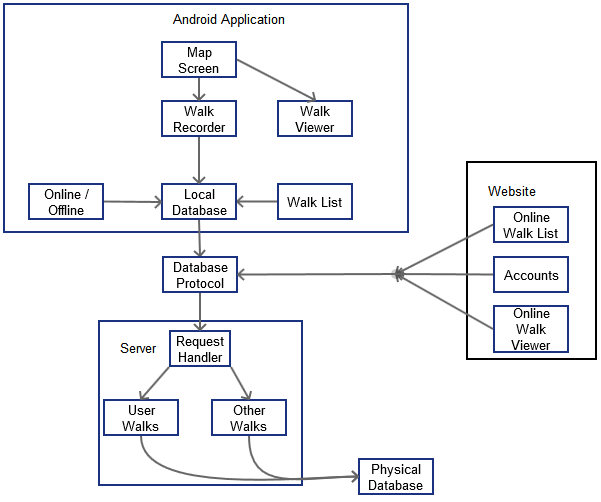 Android Application
Map
Screen
Walk
Recorder
Walk
Viewer
Online /
Offline
Local
Database
Walk List
Website
Online
Walk List
Accounts
Online
Walk
Viewer
Database
Protocol
Server
Request
Handler
User
Walks
Other
Walks
Physical
Database